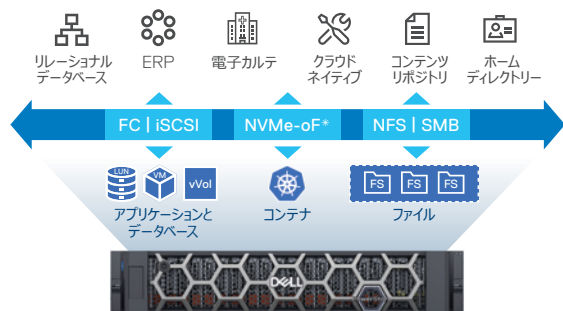 リレーショナル
データベース
ERP
電子カルテ
クラウド
ネイティブ
コンテンツ
リポジトリ
ホーム
ディレクトリー
FC | iSCSI
NVMe-oF*
NFS | SMB
LUN
VM
vVol
FS
FS
FS
アプリケーションと
データベース
コンテナ
ファイル
DELL